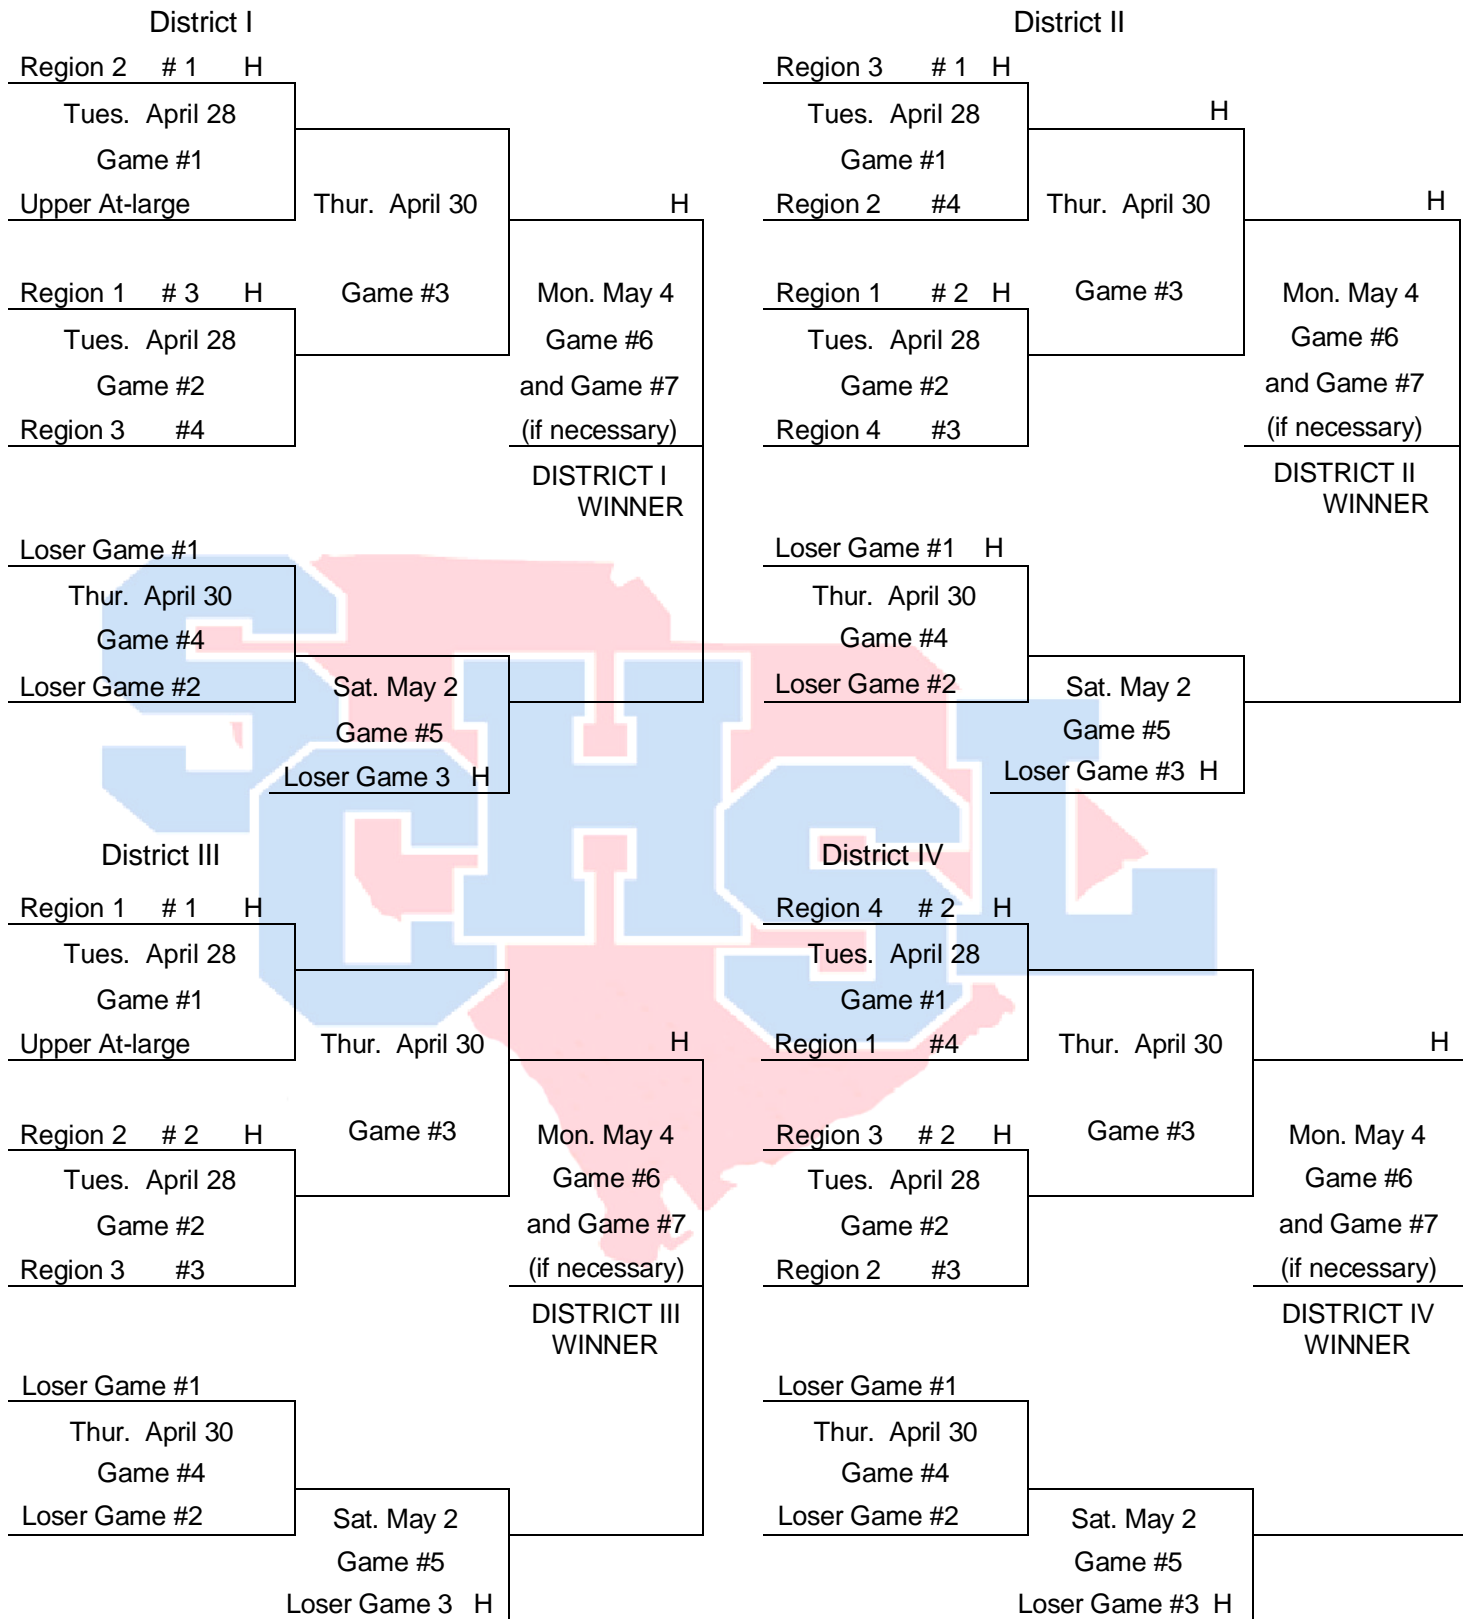 District I
Region 2 # 1 H
Tues. April 28
Game #1
Upper At-large
Thur. April 30
H
Region 1 # 3 H
Game #3
Mon. May 4
Tues. April 28
Game #6
Game #2
and Game #7
Region 3 #4
(if necessary)
DISTRICT I
WINNER
Loser Game #1
Thur. April 30
Game #4
Loser Game #2
Sat. May 2
Game #5
Loser Game 3 H
District II
Region 3 # 1 H
Tues. April 28
H
Game #1
Region 2 #4
Thur. April 30
H
Region 1 # 2 H
Game #3
Mon. May 4
Tues. April 28
Game #6
Game #2
and Game #7
Region 4 #3
(if necessary)
DISTRICT II
WINNER
Loser Game #1 H
Thur. April 30
Game #4
Loser Game #2
Sat. May 2
Game #5
Loser Game #3 H
SCHSL
District III
Region 1 # 1 H
Tues. April 28
Game #1
Upper At-large
Thur. April 30
H
Region 2 # 2 H
Game #3
Mon. May 4
Tues. April 28
Game #6
Game #2
and Game #7
Region 3 #3
(if necessary)
DISTRICT III
WINNER
Loser Game #1
Thur. April 30
Game #4
Loser Game #2
Sat. May 2
Game #5
Loser Game 3 H
District IV
Region 4 # 2 H
Tues. April 28
Game #1
Region 1 #4
Thur. April 30
H
Region 3 # 2 H
Game #3
Mon. May 4
Tues. April 28
Game #6
Game #2
and Game #7
Region 2 #3
(if necessary)
DISTRICT IV
WINNER
Loser Game #1
Thur. April 30
Game #4
Loser Game #2
Sat. May 2
Game #5
Loser Game #3 H